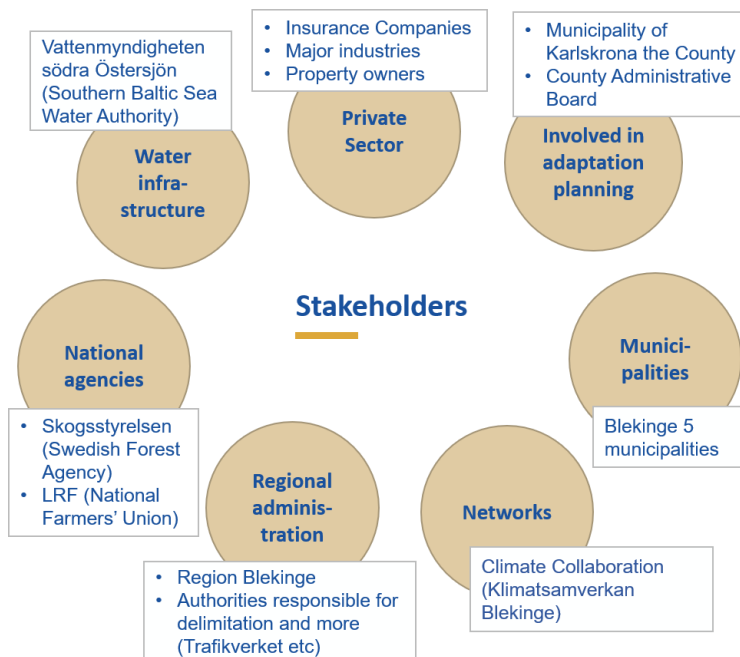 Vattenmyndigheten
södra Östersjön
(Southern Baltic Sea
Water Authority)
Water
infra-
structure
• Insurance Companies
• Major industries
• Property owners
Private
Sector
• Municipality of
Karlskrona the County
• County Administrative
Board
Involved in
adaptation
planning
Stakeholders
National
agencies
• Skogsstyrelsen
(Swedish Forest
Agency)
• LRF (National
Farmers’ Union)
Munici-
palities
Blekinge 5
municipalities
Regional
adminis-
tration
• Region Blekinge
• Authorities responsible for
delimitation and more
(Trafikverket etc)
Networks
Climate Collaboration
(Klimatsamverkan
Blekinge)